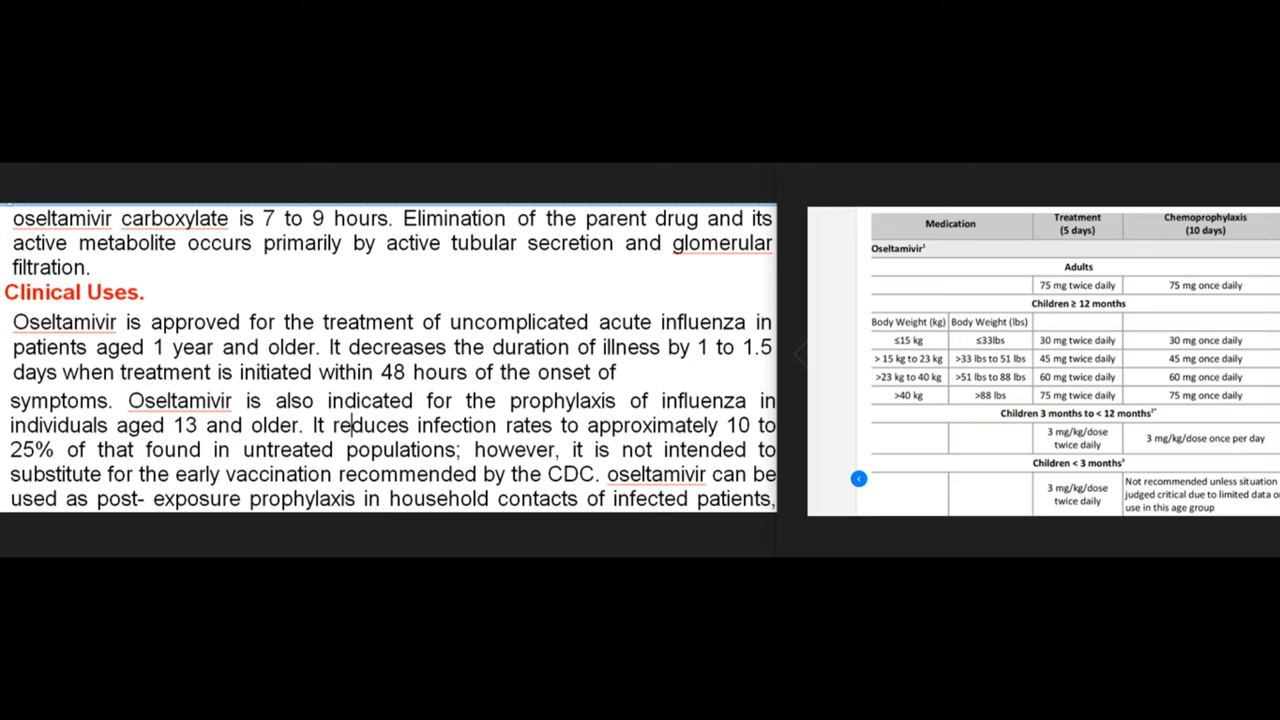 oseltamivir carboxylate is 7 to 9 hours. Elimination of the parent drug and its
active metabolite occurs primarily by active tubular secretion and glomerular
filtration.
Clinical Uses.
Oseltamivir is approved for the treatment of uncomplicated acute influenza in
patients aged 1 year and older. It decreases the duration of illness by 1 to 1.5
days when treatment is initiated within 48 hours of the onset of
symptoms. Oseltamivir is also indicated for the prophylaxis of influenza in
individuals aged 13 and older. It reduces infection rates to approximately 10 to
25% of that found in untreated populations; however, it is not intended to
substitute for the early vaccination recommended by the CDC. oseltamivir can be
used as post- exposure prophylaxis in household contacts of infected patients,
Medication Treatment (5 days) Chemoprophylaxis (10 days)
Oseltamivir¹
Adults
75 mg twice daily 75 mg once daily
Children ≥ 12 months
Body Weight (kg) Body Weight (lbs)
≤15 kg ≤33lbs 30 mg twice daily 30 mg once daily
> 15 kg to 23 kg >33 lbs to 51 lbs 45 mg twice daily 45 mg once daily
>23 kg to 40 kg >51 lbs to 88 lbs 60 mg twice daily 60 mg once daily
>40 kg >88 lbs 75 mg twice daily 75 mg once daily
Children 3 months to < 12 months²*
3 mg/kg/dose twice daily 3 mg/kg/dose once per day
Children < 3 months³
3 mg/kg/dose twice daily Not recommended unless situation
judged critical due to limited data
use in this age group